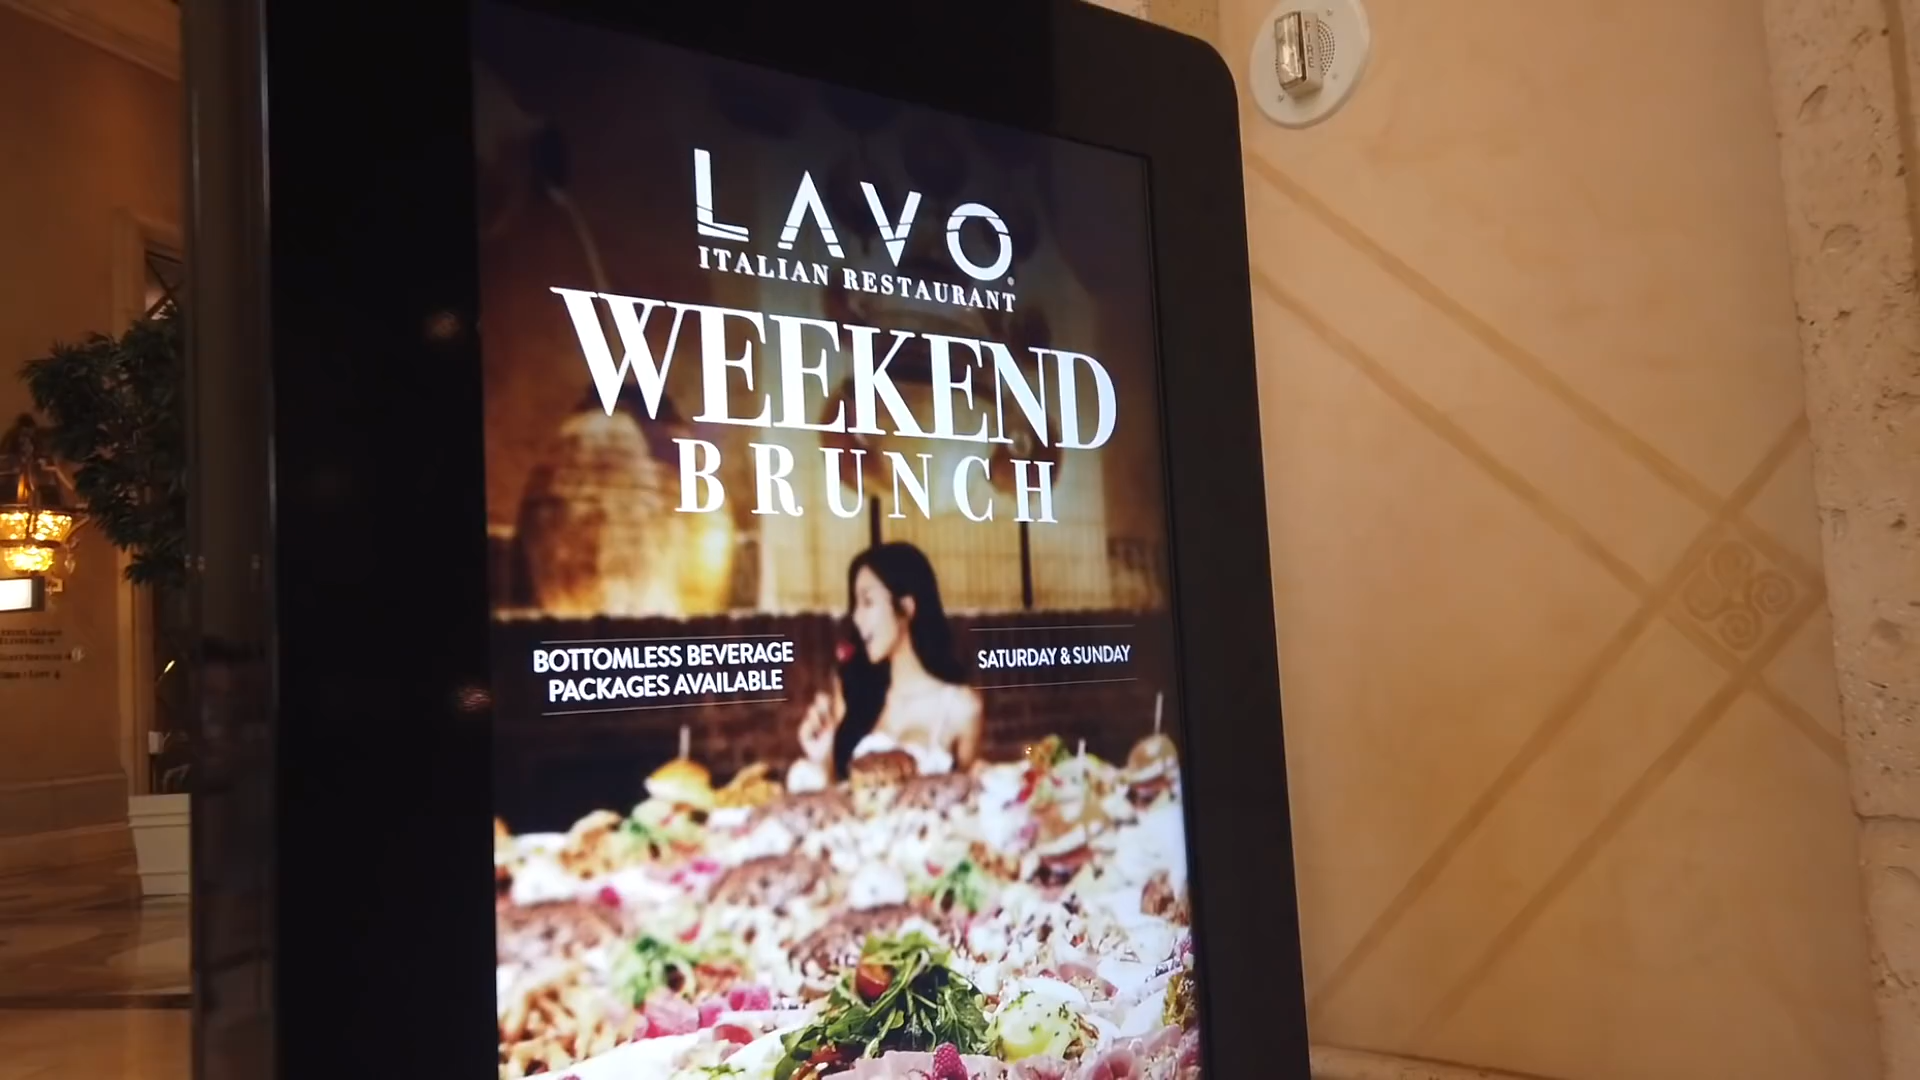 LAVO
ITALIAN RESTAURANT
WEEKEND
BRUNCH
BOTTOMLESS BEVERAGE
PACKAGES AVAILABLE
SATURDAY & SUNDAY
FIRE